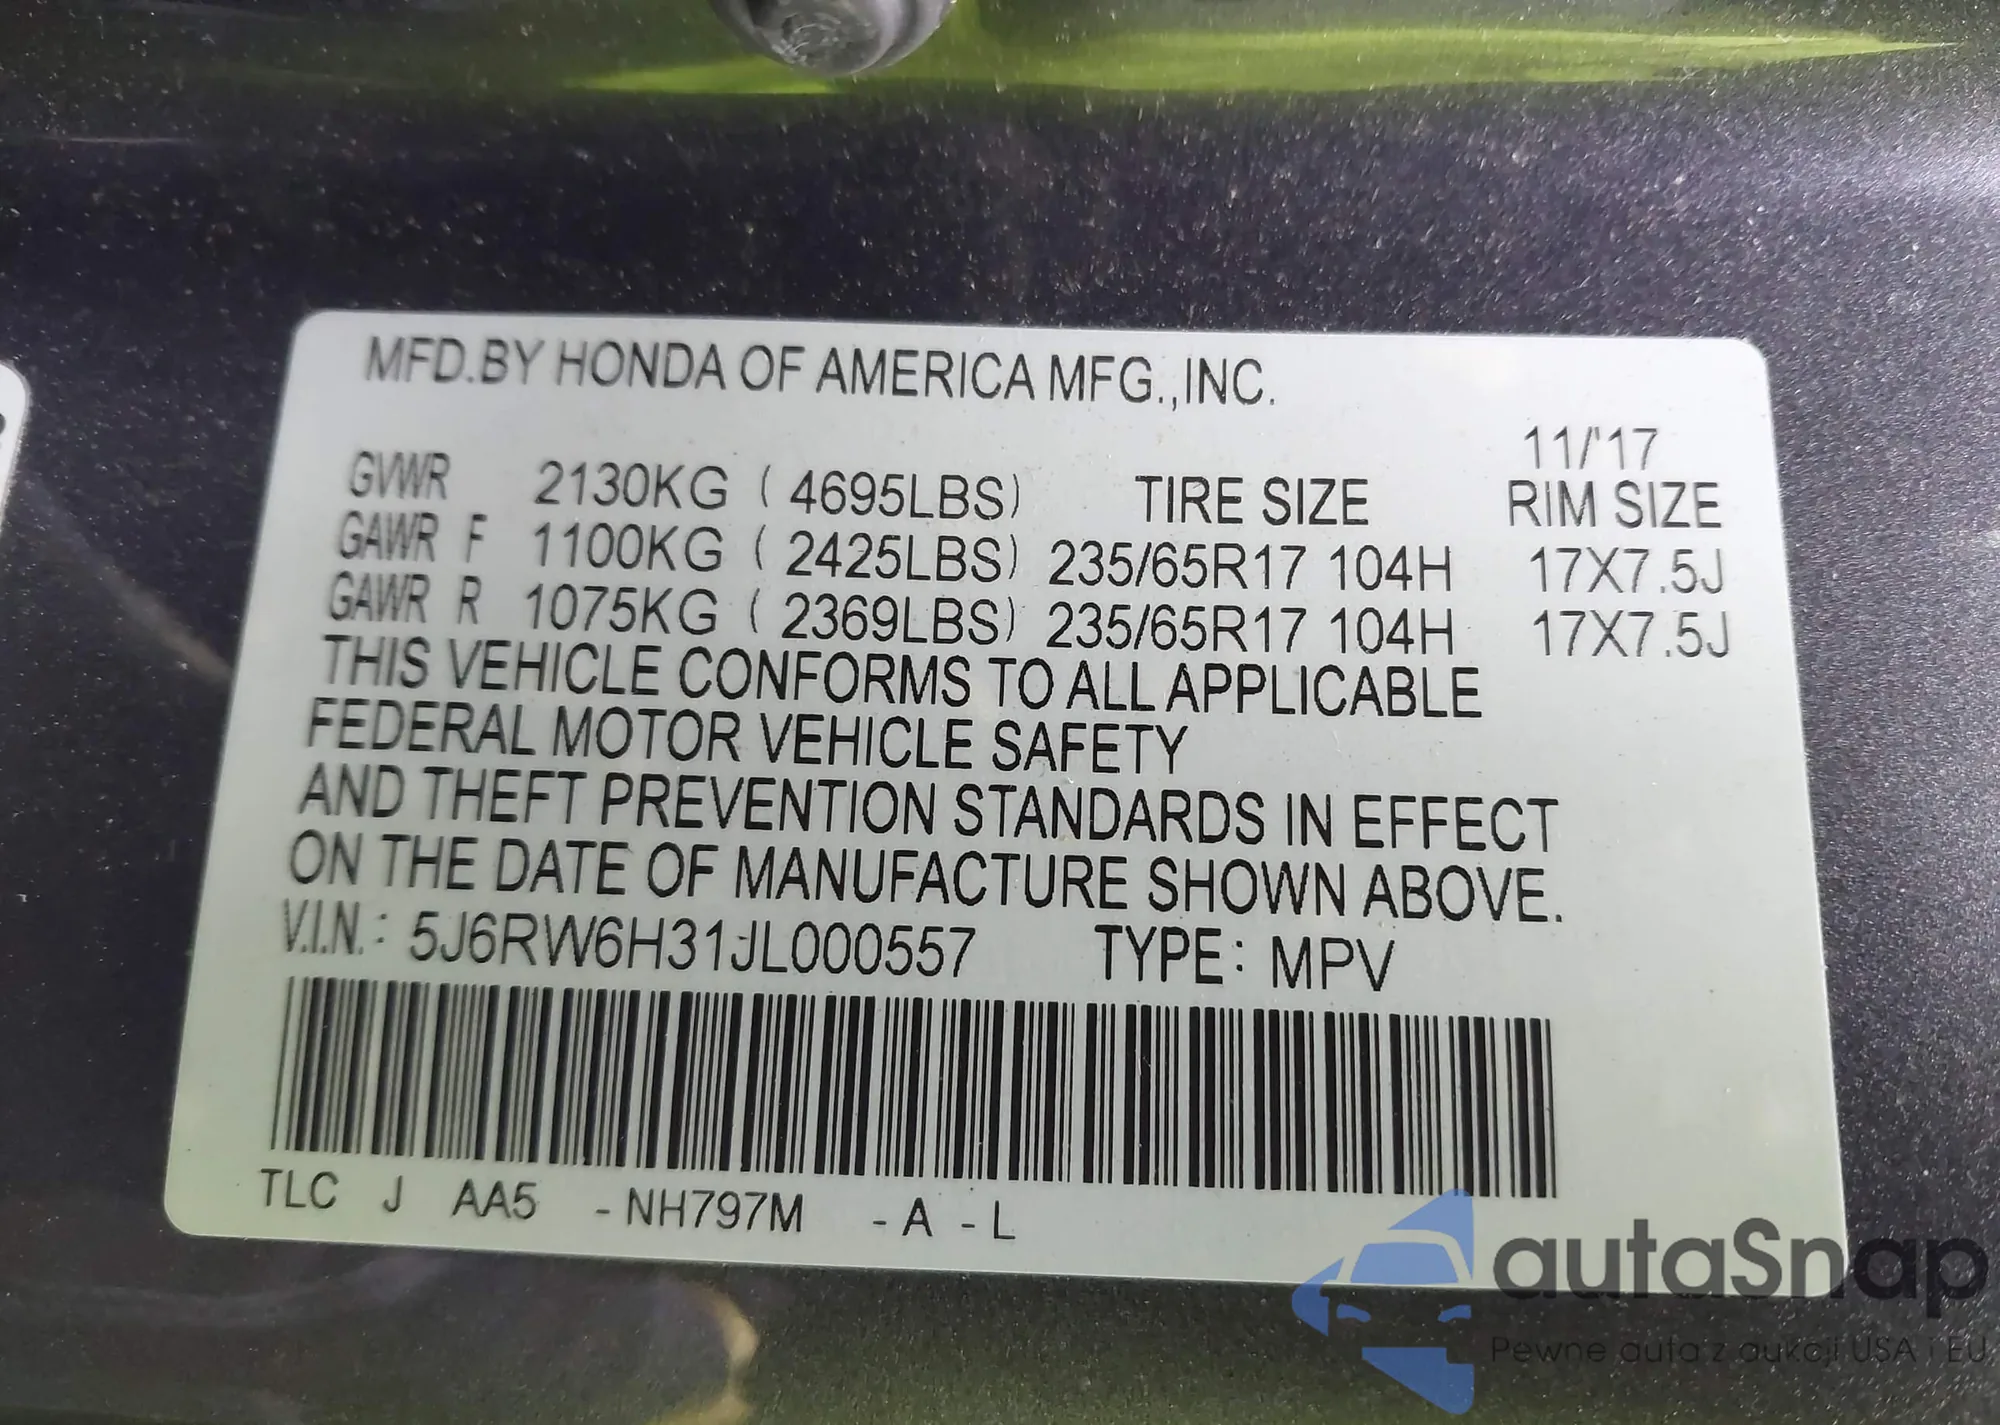 MFD.BY HONDA OF AMERICA MFG.,INC.
11/'17
GVWR 2130KG ( 4695LBS) TIRE SIZE RIM SIZE
GAWR F 1100KG ( 2425LBS) 235/65R17 104H 17X7.5J
GAWR R 1075KG ( 2369LBS) 235/65R17 104H 17X7.5J
THIS VEHICLE CONFORMS TO ALL APPLICABLE
FEDERAL MOTOR VEHICLE SAFETY
AND THEFT PREVENTION STANDARDS IN EFFECT
ON THE DATE OF MANUFACTURE SHOWN ABOVE.
V.I.N.: 5J6RW6H31JL000557 TYPE: MPV
TLC J AA5 -NH797M -A -L
autaSnap
Pewne auta z aukcji USA i EU